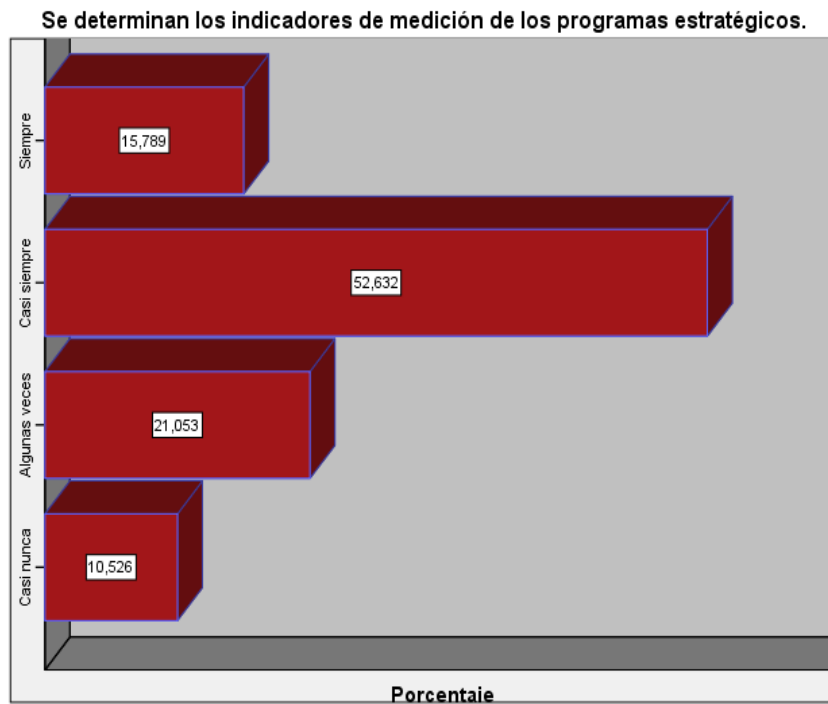 Se determinan los indicadores de medición de los programas estratégicos.
Siempre
15,789
Casi siempre
52,632
Algunas veces
21,053
Casi nunca
10,526
Porcentaje